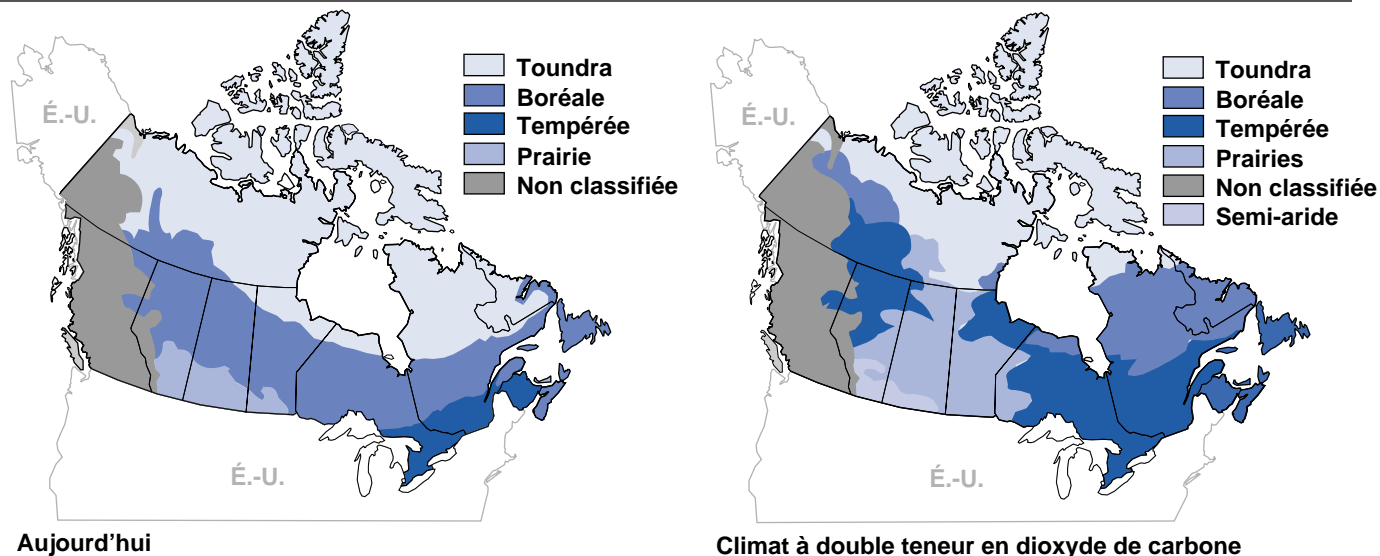 É.-U.
Toundra
Boréale
Tempérée
Prairie
Non classifiée
É.-U.
Aujourd'hui
É.-U.
Toundra
Boréale
Tempérée
Prairies
Non classifiée
Semi-aride
É.-U.
Climat à double teneur en dioxyde de carbone